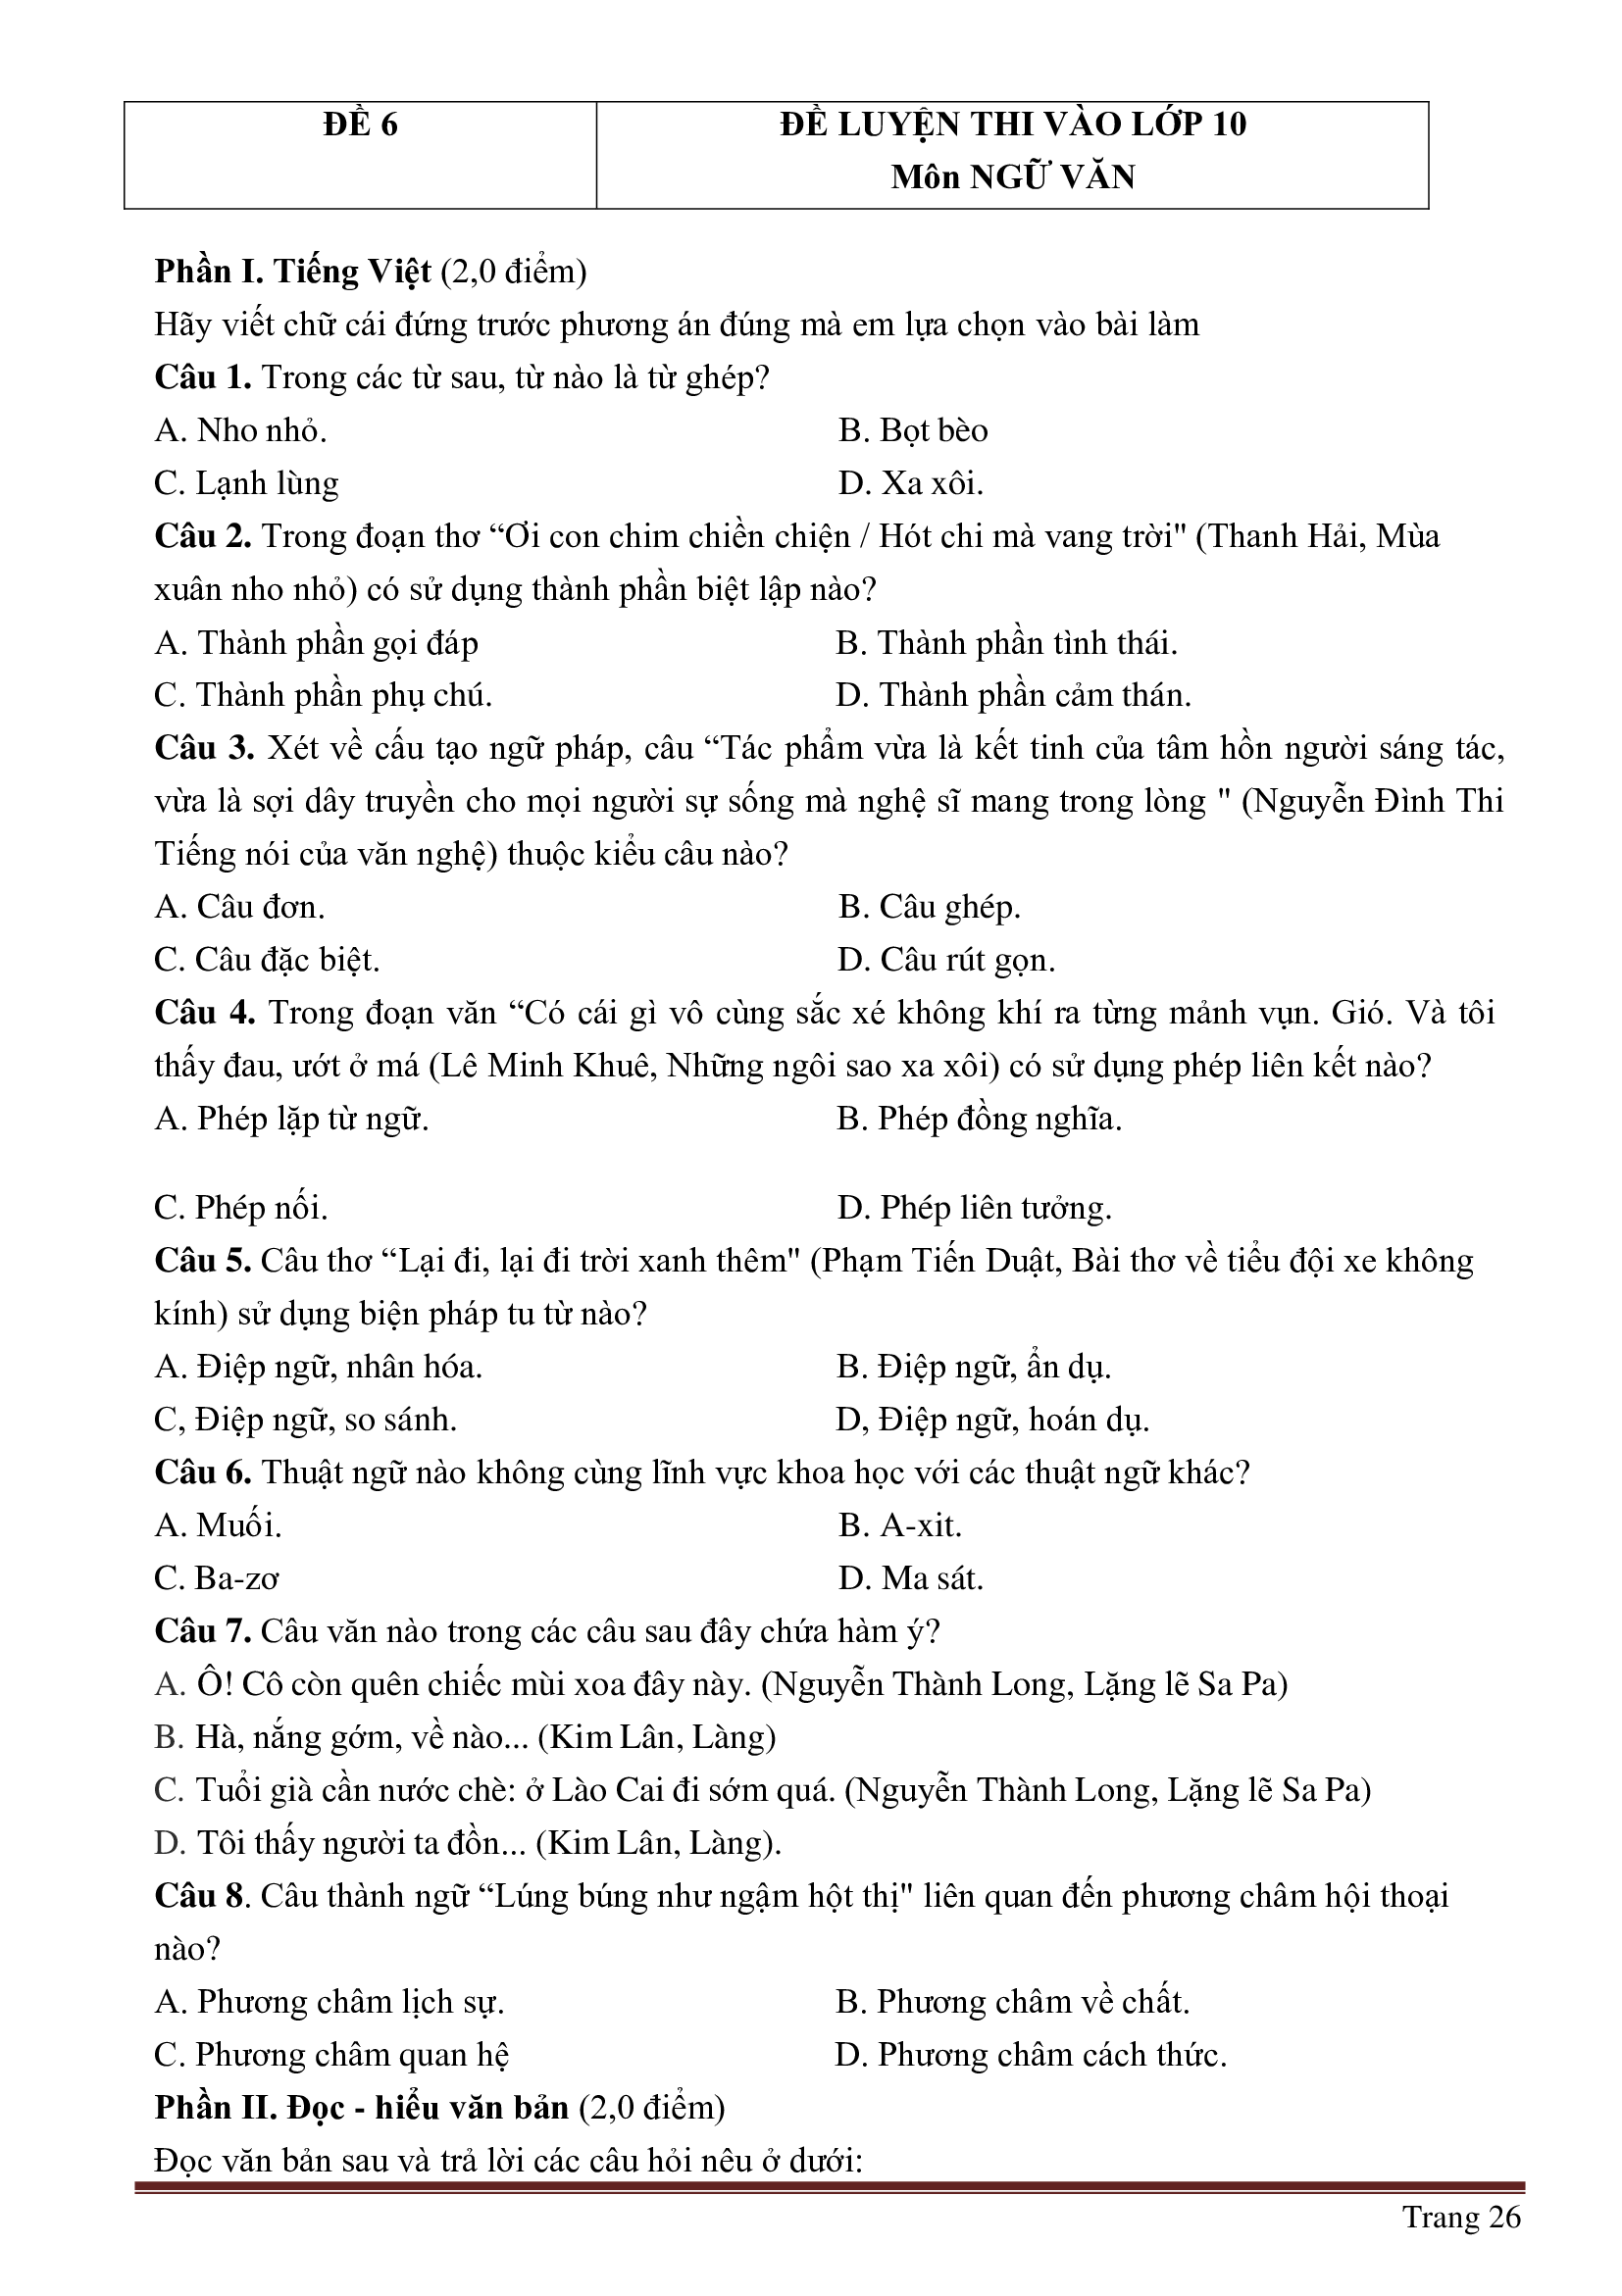 ĐỀ 6
ĐỀ LUYỆN THI VÀO LỚP 10
Môn NGỮ VĂN
Phần I. Tiếng Việt (2,0 điểm)
Hãy viết chữ cái đứng trước phương án đúng mà em lựa chọn vào bài làm
Câu 1. Trong các từ sau, từ nào là từ ghép?
A. Nho nhỏ. B. Bọt bèo
C. Lạnh lùng D. Xa xôi.
Câu 2. Trong đoạn thơ “Ơi con chim chiền chiện / Hót chi mà vang trời" (Thanh Hải, Mùa
xuân nho nhỏ) có sử dụng thành phần biệt lập nào?
A. Thành phần gọi đáp B. Thành phần tình thái.
C. Thành phần phụ chú. D. Thành phần cảm thán.
Câu 3. Xét về cấu tạo ngữ pháp, câu “Tác phẩm vừa là kết tinh của tâm hồn người sáng tác,
vừa là sợi dây truyền cho mọi người sự sống mà nghệ sĩ mang trong lòng " (Nguyễn Đình Thi
Tiếng nói của văn nghệ) thuộc kiểu câu nào?
A. Câu đơn. B. Câu ghép.
C. Câu đặc biệt. D. Câu rút gọn.
Câu 4. Trong đoạn văn “Có cái gì vô cùng sắc xé không khí ra từng mảnh vụn. Gió. Và tôi
thấy đau, ướt ở má (Lê Minh Khuê, Những ngôi sao xa xôi) có sử dụng phép liên kết nào?
A. Phép lặp từ ngữ. B. Phép đồng nghĩa.
C. Phép nối. D. Phép liên tưởng.
Câu 5. Câu thơ “Lại đi, lại đi trời xanh thêm" (Phạm Tiến Duật, Bài thơ về tiểu đội xe không
kính) sử dụng biện pháp tu từ nào?
A. Điệp ngữ, nhân hóa. B. Điệp ngữ, ẩn dụ.
C, Điệp ngữ, so sánh. D, Điệp ngữ, hoán dụ.
Câu 6. Thuật ngữ nào không cùng lĩnh vực khoa học với các thuật ngữ khác?
A. Muối. B. A-xit.
C. Ba-zơ D. Ma sát.
Câu 7. Câu văn nào trong các câu sau đây chứa hàm ý?
A. Ô! Cô còn quên chiếc mùi xoa đây này. (Nguyễn Thành Long, Lặng lẽ Sa Pa)
B. Hà, nắng gớm, về nào... (Kim Lân, Làng)
C. Tuổi già cần nước chè: ở Lào Cai đi sớm quá. (Nguyễn Thành Long, Lặng lẽ Sa Pa)
D. Tôi thấy người ta đồn... (Kim Lân, Làng).
Câu 8. Câu thành ngữ “Lúng búng như ngậm hột thị" liên quan đến phương châm hội thoại
nào?
A. Phương châm lịch sự. B. Phương châm về chất.
C. Phương châm quan hệ D. Phương châm cách thức.
Phần II. Đọc - hiểu văn bản (2,0 điểm)
Đọc văn bản sau và trả lời các câu hỏi nêu ở dưới:
Trang 26